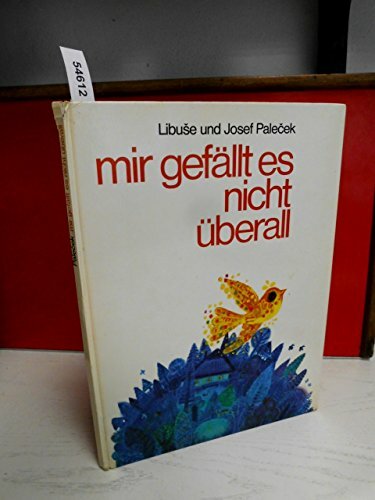 54612
Libuše und Josef Paleček
mir gefällt es
nicht
überall